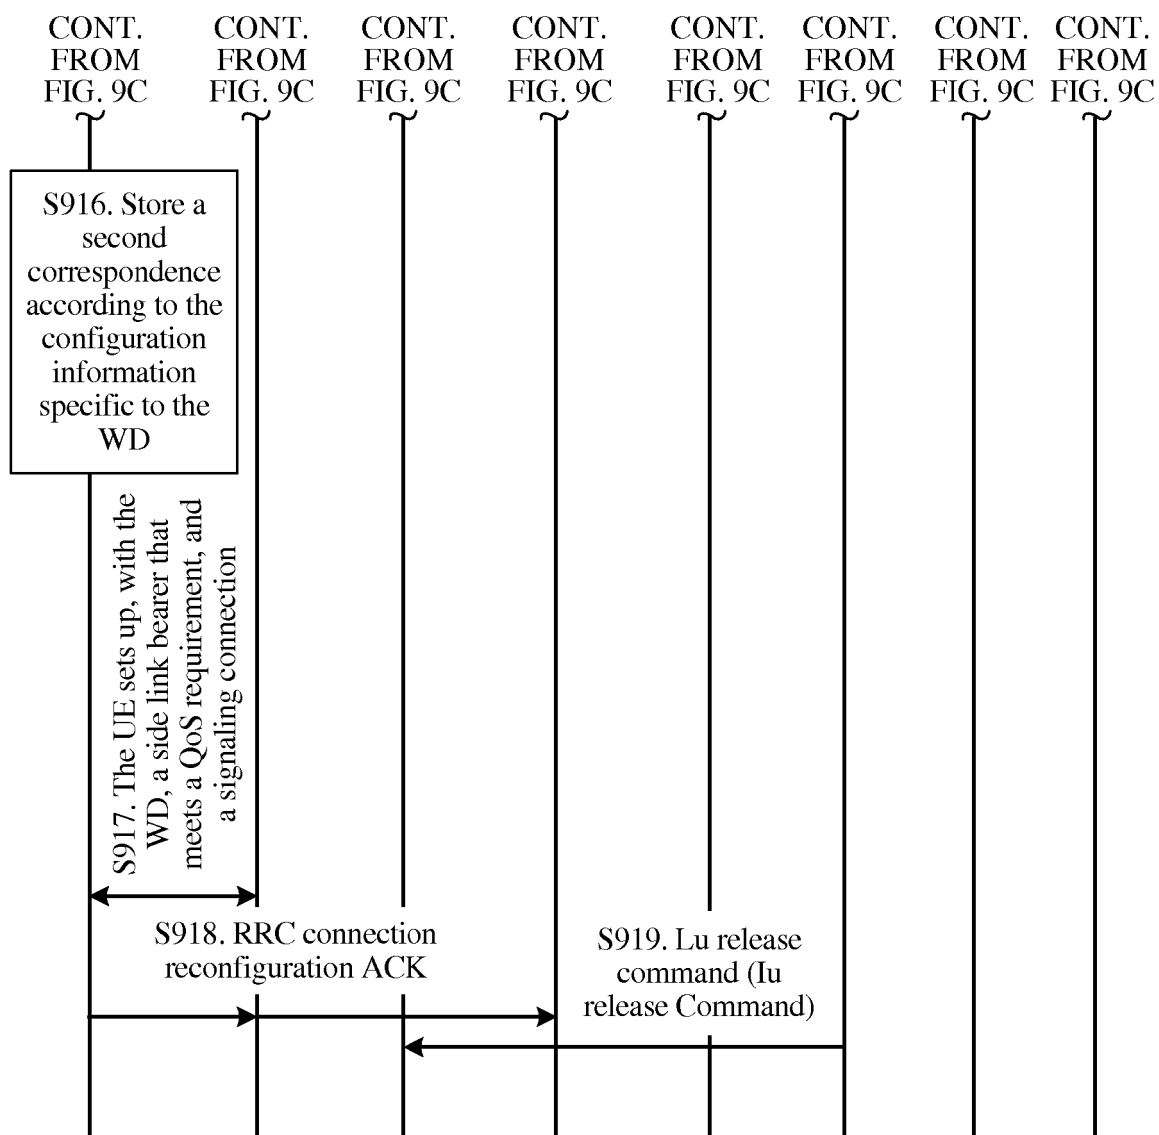 CONT. FROM FIG. 9C
CONT. FROM FIG. 9C
CONT. FROM FIG. 9C
CONT. FROM FIG. 9C
CONT. FROM FIG. 9C
CONT. FROM FIG. 9C
CONT. FROM FIG. 9C
CONT. FROM FIG. 9C
S916. Store a
second
correspondence
according to the
configuration
information
specific to the
WD
S917. The UE sets up, with the
WD, a side link bearer that
meets a QoS requirement, and
a signaling connection
S918. RRC connection
reconfiguration ACK
S919. Lu release
command (Iu
release Command)